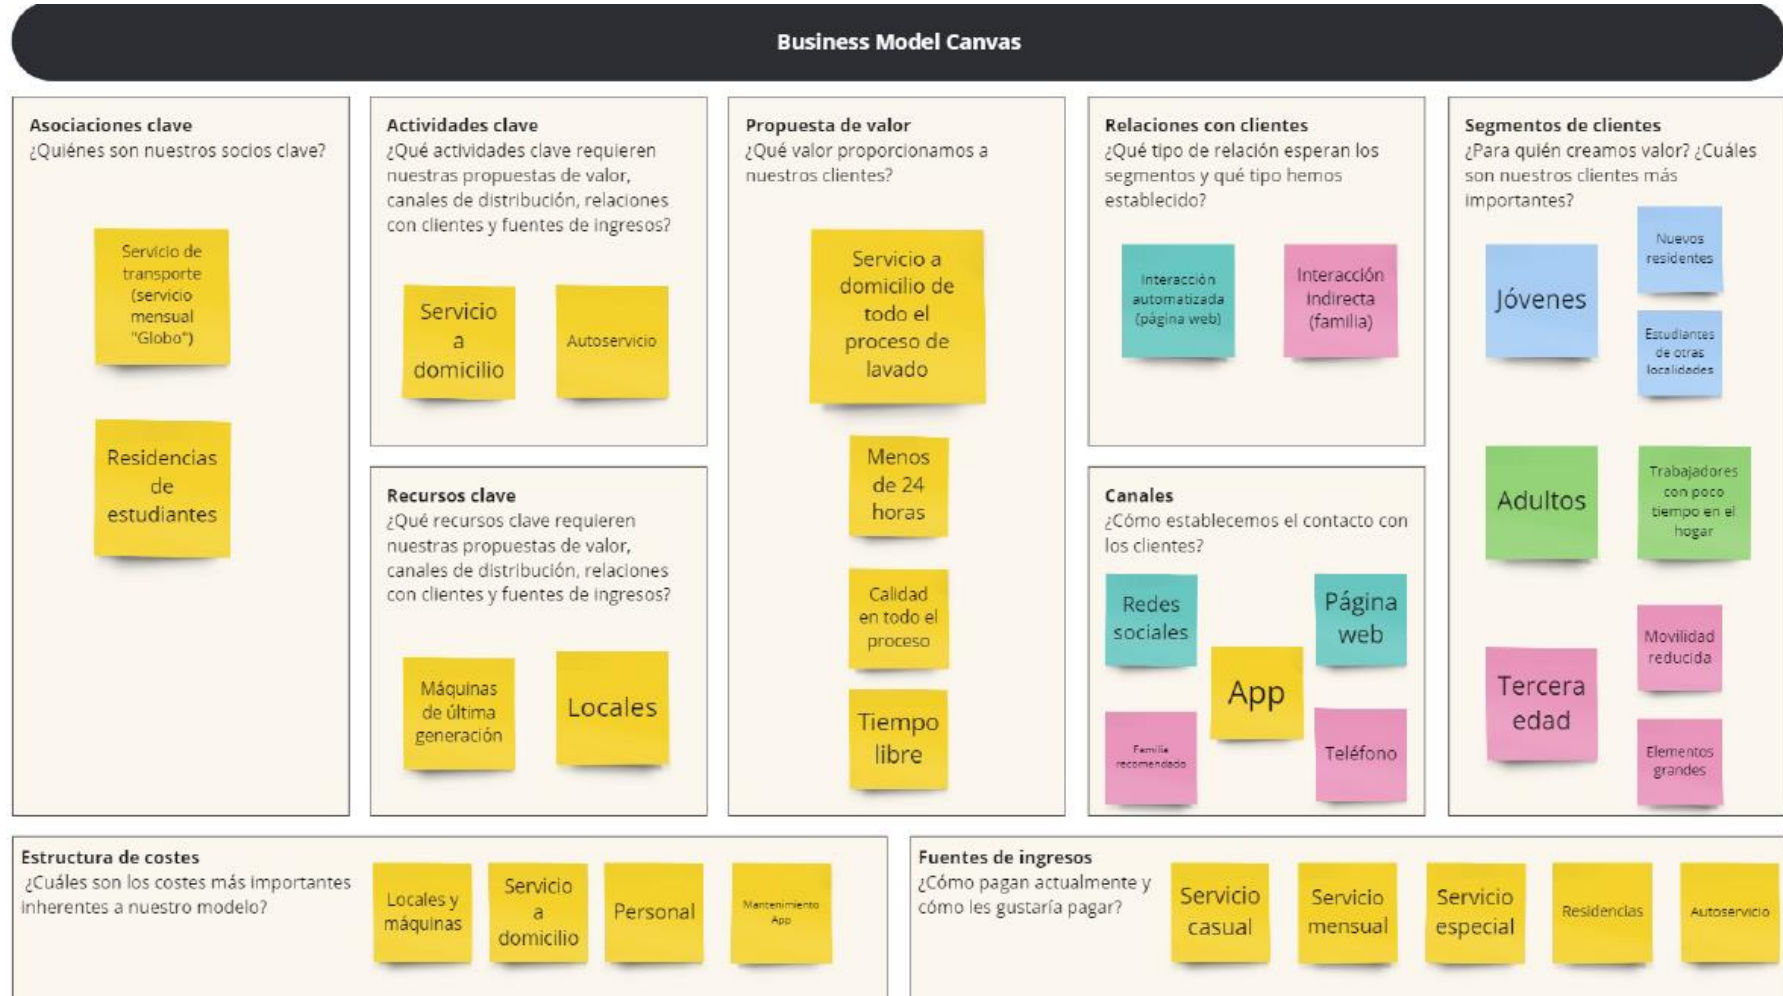 Business Model Canvas
Asociaciones clave
¿Quiénes son nuestros socios clave?
Servicio de
transporte
(servicio
mensual
"Globo")
Residencias
de
estudiantes
Actividades clave
¿Qué actividades clave requieren
nuestras propuestas de valor,
canales de distribución, relaciones
con clientes y fuentes de ingresos?
Servicio
a
domicilio
Autoservicio
Recursos clave
¿Qué recursos clave requieren
nuestras propuestas de valor,
canales de distribución, relaciones
con clientes y fuentes de ingresos?
Máquinas
de última
generación
Locales
Propuesta de valor
¿Qué valor proporcionamos a
nuestros clientes?
Servicio a
domicilio de
todo el
proceso de
lavado
Menos
de 24
horas
Calidad
en todo el
proceso
Tiempo
libre
Relaciones con clientes
¿Qué tipo de relación esperan los
segmentos y qué tipo hemos
establecido?
Interacción
automatizada
(página web)
Interacción
indirecta
(familia)
Canales
¿Cómo establecemos el contacto con
los clientes?
Redes
sociales
Página
web
App
Familia
recomendado
Teléfono
Segmentos de clientes
¿Para quién creamos valor? ¿Cuáles
son nuestros clientes más
importantes?
Jóvenes
Nuevos
residentes
Estudiantes
de otras
localidades
Adultos
Trabajadores
con poco
tiempo en el
hogar
Tercera
edad
Movilidad
reducida
Elementos
grandes
Estructura de costes
¿Cuáles son los costes más importantes
inherentes a nuestro modelo?
Locales y
máquinas
Servicio
a
domicilio
Personal
Mantenimiento
App
Fuentes de ingresos
¿Cómo pagan actualmente y
cómo les gustaría pagar?
Servicio
casual
Servicio
mensual
Servicio
especial
Residencias
Autoservicio